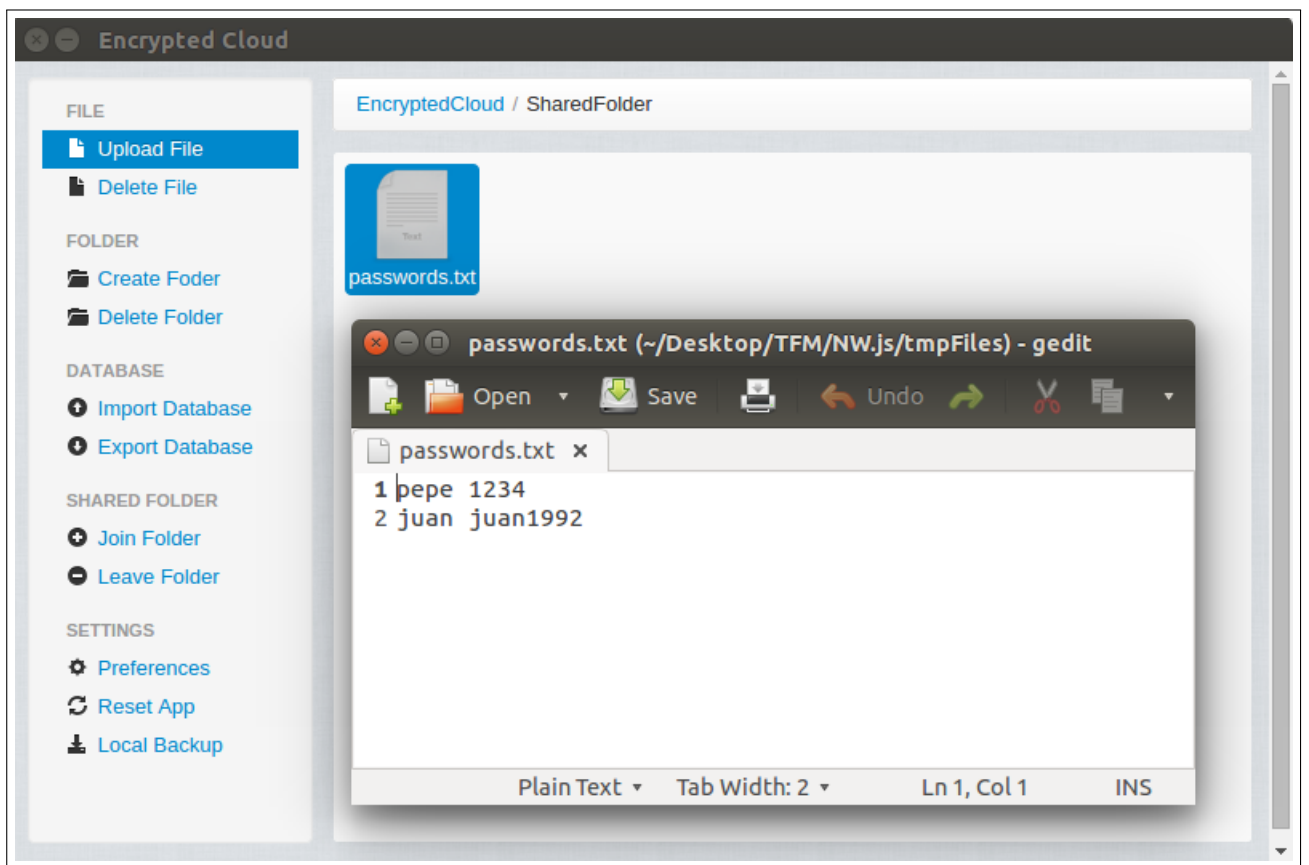 Encrypted Cloud
FILE
Upload File
Delete File
FOLDER
Create Foder
Delete Folder
DATABASE
Import Database
Export Database
SHARED FOLDER
Join Folder
Leave Folder
SETTINGS
Preferences
Reset App
Local Backup
EncryptedCloud / SharedFolder
Text
passwords.txt
passwords.txt (~/Desktop/TFM/NW.js/tmpFiles) - gedit
Open Save Undo
passwords.txt ×
1 pepe 1234
2 juan juan1992
Plain Text Tab Width: 2 Ln 1, Col 1 INS